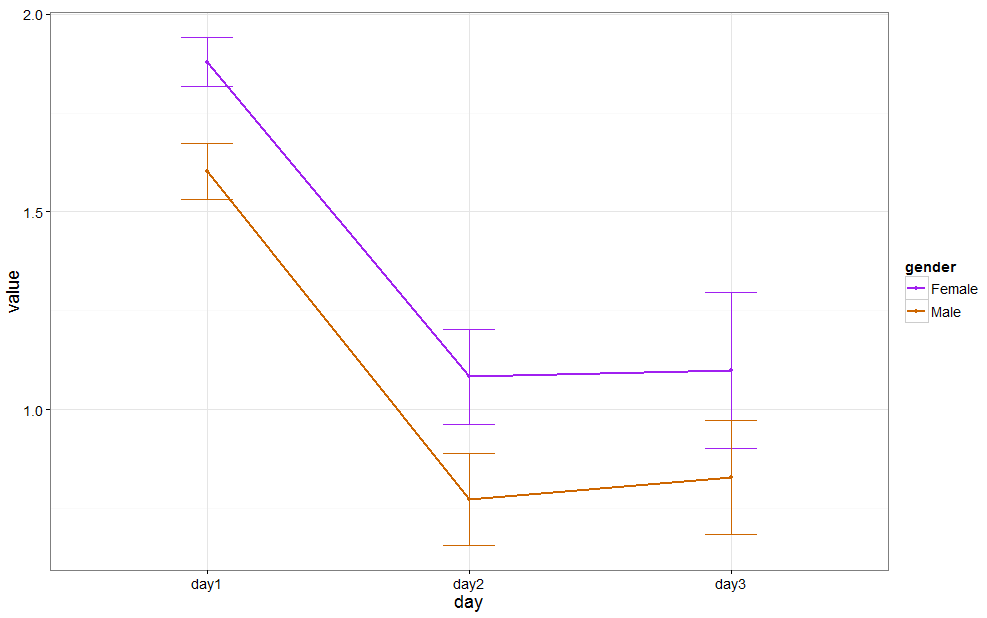 2.0
1.5
1.0
value
day1 day2 day3
day
gender
Female
Male